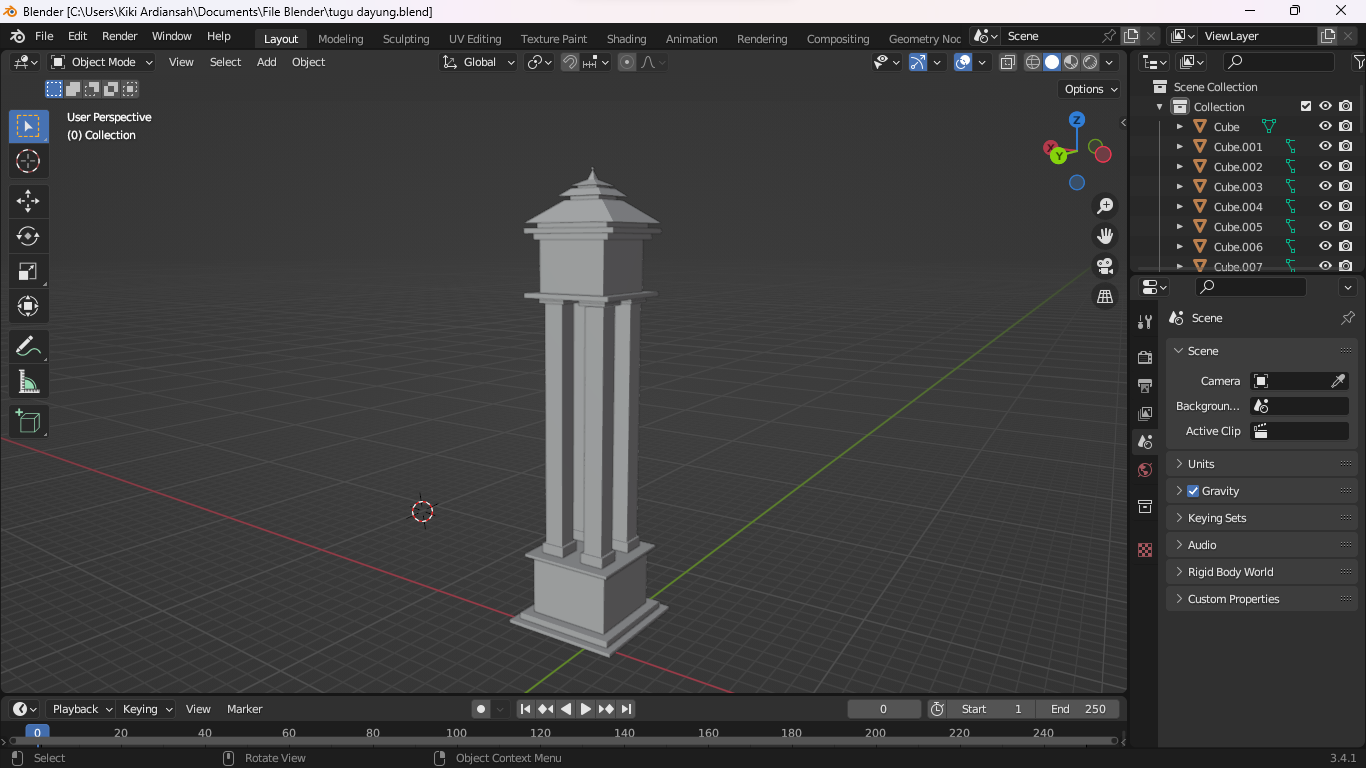 Blender [C:\Users\Kiki Ardiansah\Documents\File Blender\tugu dayung.blend]
File Edit Render Window Help Layout Modeling Sculpting UV Editing Texture Paint Shading Animation Rendering Compositing Geometry Noc Scene ViewLayer
Object Mode View Select Add Object Global
Options
User Perspective
(0) Collection
Z
X
Y
Scene Collection
Collection
Cube
Cube.001
Cube.002
Cube.003
Cube.004
Cube.005
Cube.006
Cube.007
Scene
Scene
Camera
Backgroun...
Active Clip
Units
Gravity
Keying Sets
Audio
Rigid Body World
Custom Properties
Playback Keying View Marker 0 Start 1 End 250
0 20 40 60 80 100 120 140 160 180 200 220 240
Select Rotate View Object Context Menu 3.4.1